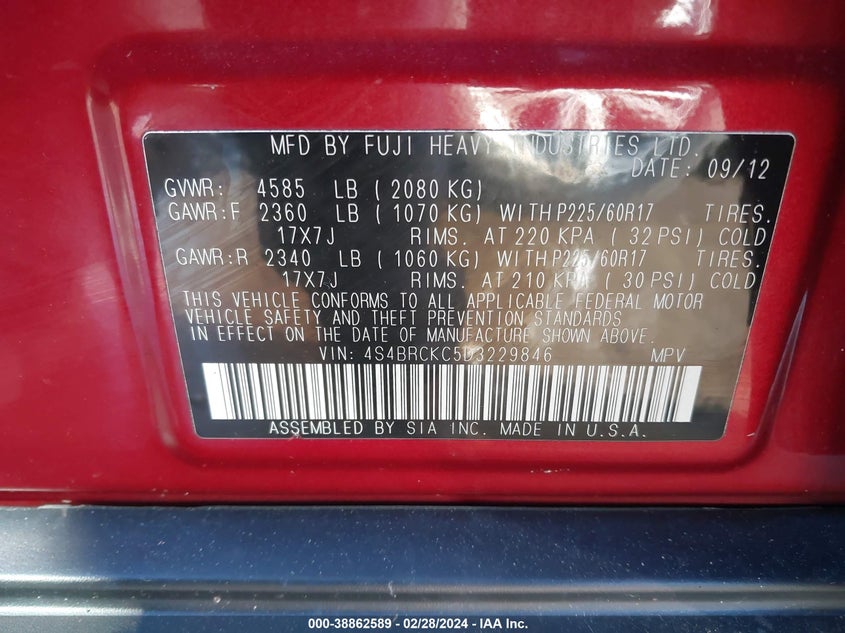 MFD BY FUJI HEAVY INDUSTRIES LTD.
DATE: 09/12
GVWR: 4585 LB (2080 KG)
GAWR:F 2360 LB (1070 KG) WITH P225/60R17 TIRES.
17X7J RIMS. AT 220 KPA (32 PSI) COLD
GAWR:R 2340 LB (1060 KG) WITH P225/60R17 TIRES.
17X7J RIMS. AT 210 KPA (30 PSI) COLD
THIS VEHICLE CONFORMS TO ALL APPLICABLE FEDERAL MOTOR
VEHICLE SAFETY AND THEFT PREVENTION STANDARDS
IN EFFECT ON THE DATE OF MANUFACTURE SHOWN ABOVE.
VIN: 4S4BRCKC5D3229846 MPV
ASSEMBLED BY SIA INC. MADE IN U.S.A.
000-38862589 - 02/28/2024 - IAA Inc.